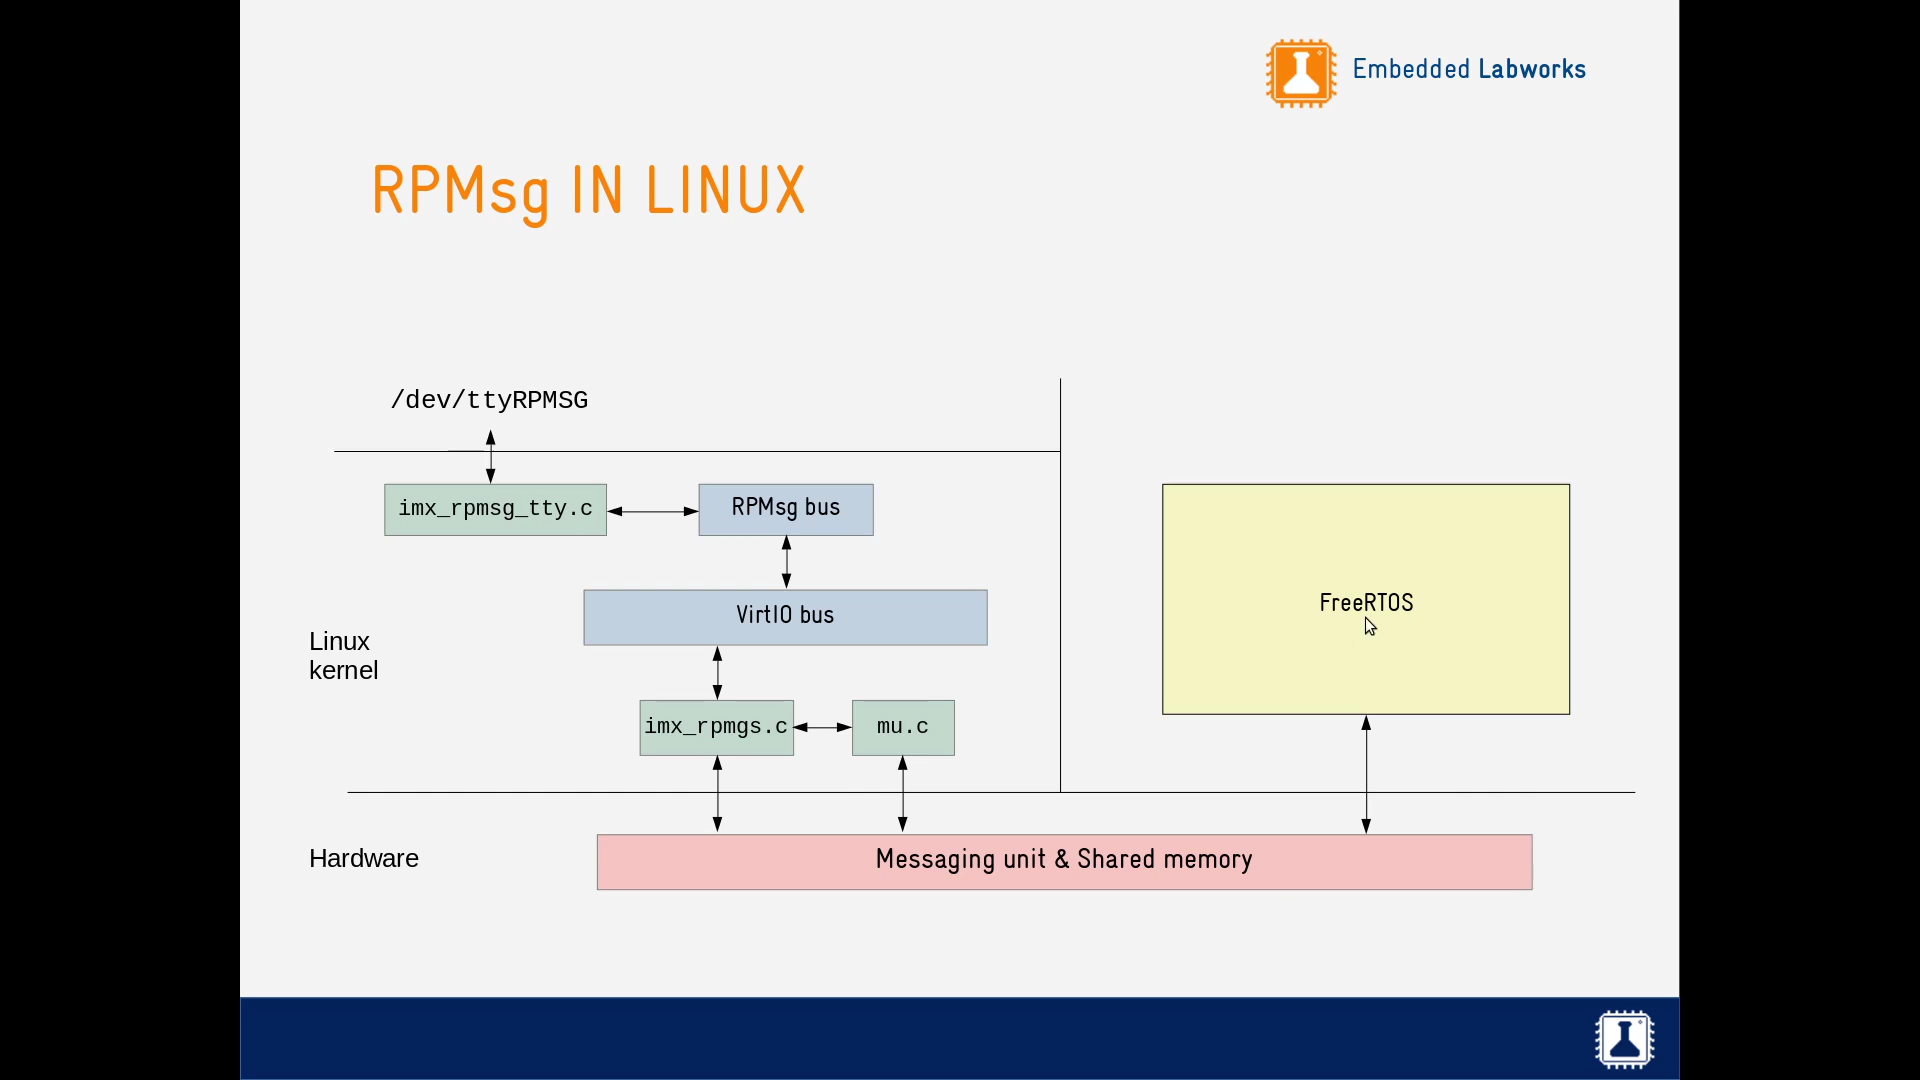 Embedded Labworks
RPMsg IN LINUX
/dev/ttyRPMSG
imx_rpmsg_tty.c
RPMsg bus
VirtIO bus
FreeRTOS
Linux
kernel
imx_rpmgs.c
mu.c
Hardware
Messaging unit & Shared memory